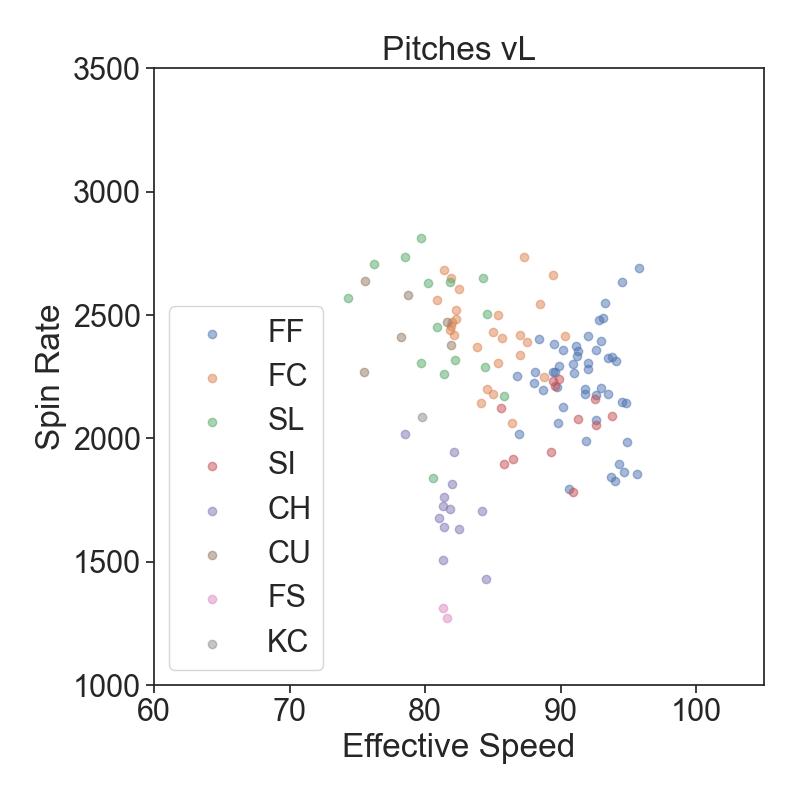 Pitches vL
3500
3000
2500
2000
1500
1000
Spin Rate
FF
FC
SL
SI
CH
CU
FS
KC
60 70 80 90 100
Effective Speed